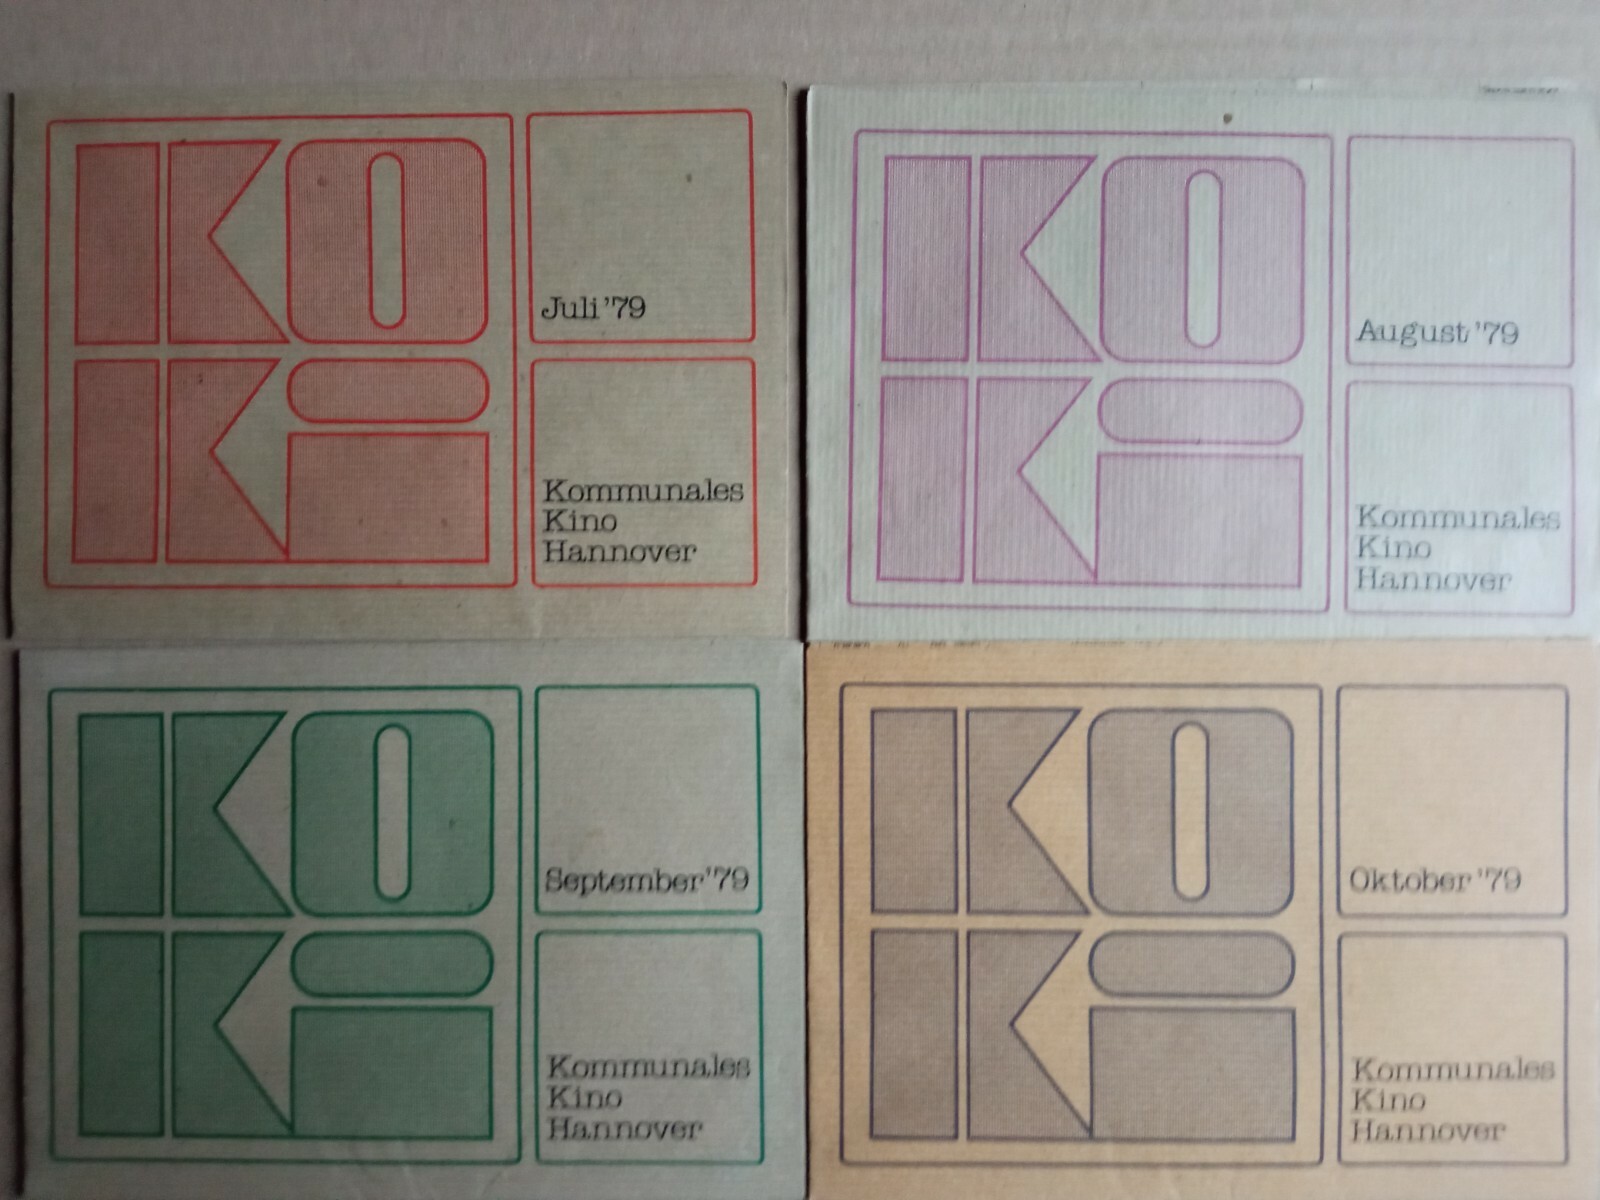 KO
Ki
Juli '79
Kommunales
Kino
Hannover
KO
Ki
August '79
Kommunales
Kino
Hannover
KO
Ki
September '79
Kommunales
Kino
Hannover
KO
Ki
Oktober '79
Kommunales
Kino
Hannover